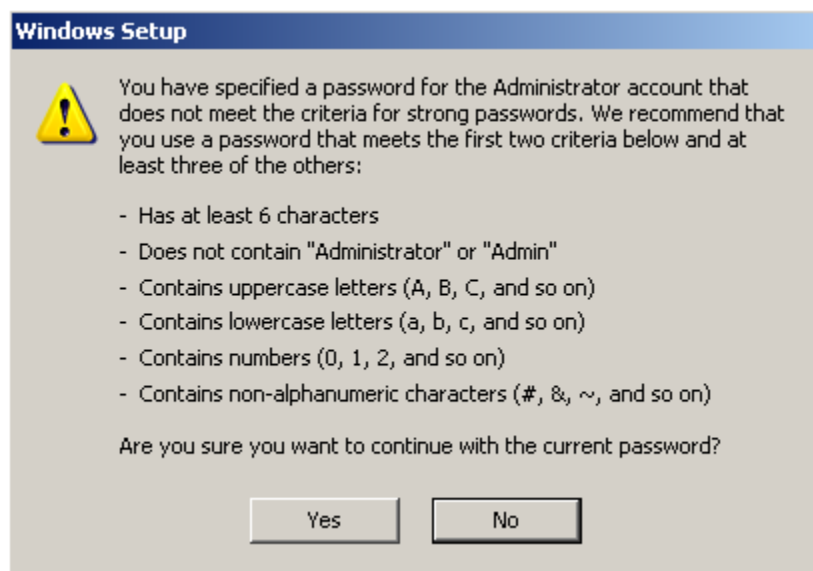 Windows Setup
You have specified a password for the Administrator account that
does not meet the criteria for strong passwords. We recommend that
you use a password that meets the first two criteria below and at
least three of the others:
- Has at least 6 characters
- Does not contain "Administrator" or "Admin"
- Contains uppercase letters (A, B, C, and so on)
- Contains lowercase letters (a, b, c, and so on)
- Contains numbers (0, 1, 2, and so on)
- Contains non-alphanumeric characters (#, &, ~, and so on)
Are you sure you want to continue with the current password?
Yes No